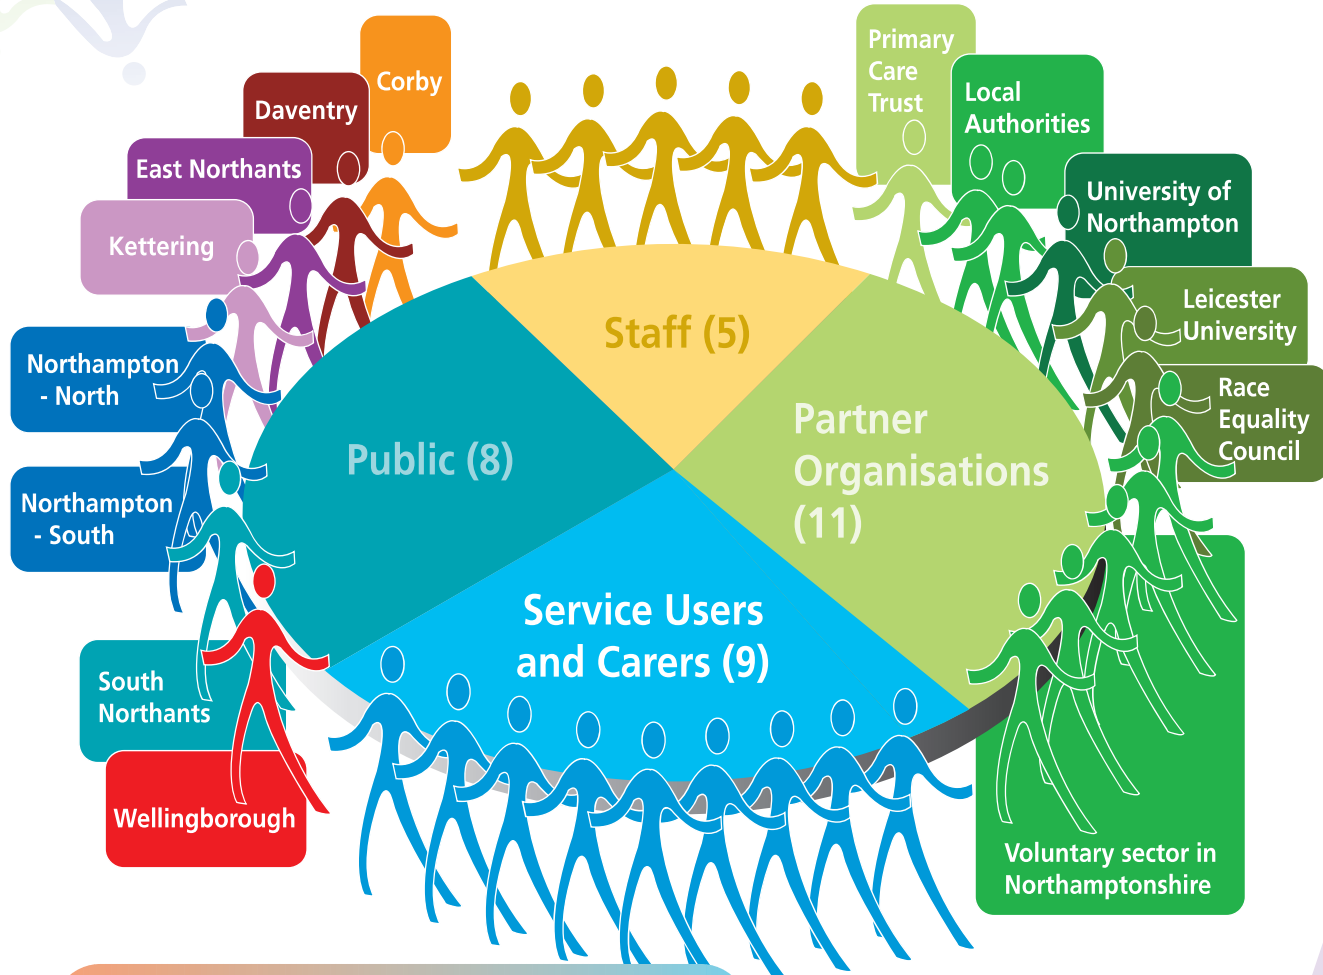 Corby
Daventry
East Northants
Kettering
Northampton
- North
Northampton
- South
South
Northants
Wellingborough
Primary
Care
Trust
Local
Authorities
University of
Northampton
Leicester
University
Race
Equality
Council
Voluntary sector in
Northamptonshire
Staff (5)
Public (8)
Partner
Organisations
(11)
Service Users
and Carers (9)